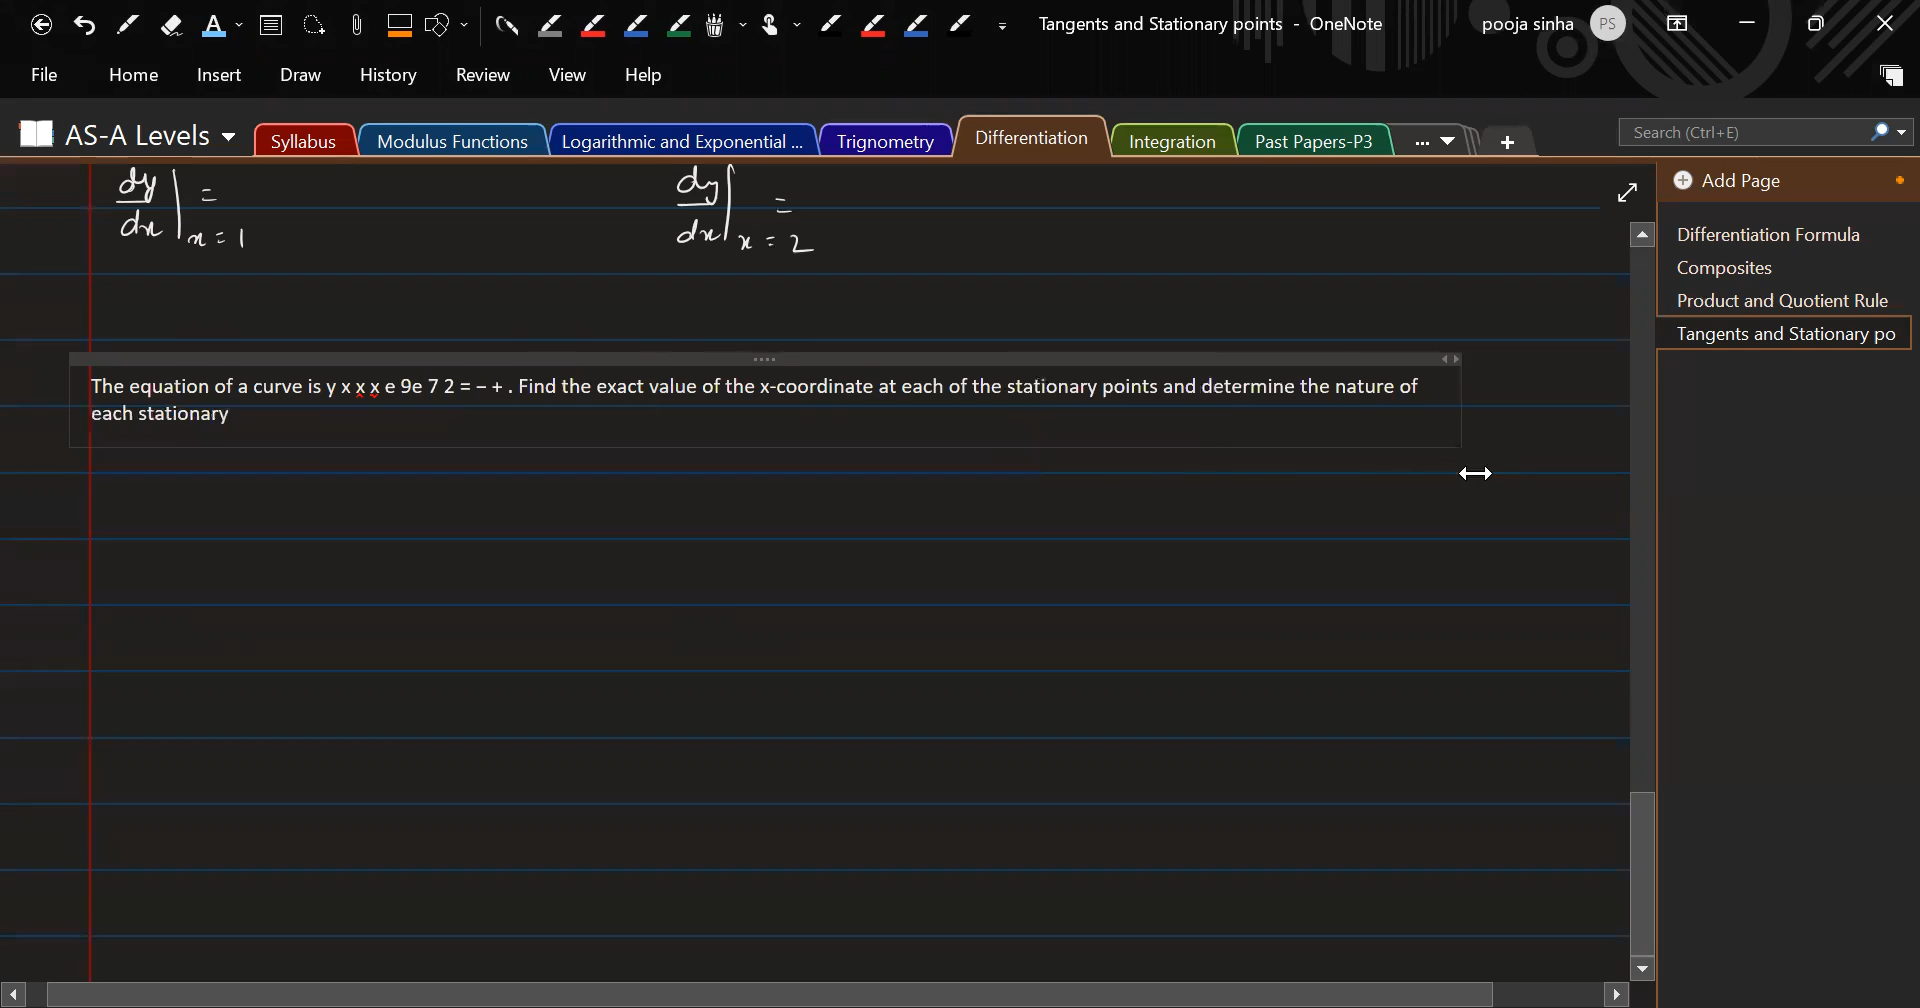 Tangents and Stationary points - OneNote
pooja sinha PS
File Home Insert Draw History Review View Help
AS-A Levels Syllabus Modulus Functions Logarithmic and Exponential ... Trignometry Differentiation Integration Past Papers-P3 ... + Search (Ctrl+E)
Add Page
Differentiation Formula
Composites
Product and Quotient Rule
Tangents and Stationary po
dy/dx | x = 1 =
dy/dx | x = 2 =
The equation of a curve is y x x x e 9e 7 2 = − + . Find the exact value of the x-coordinate at each of the stationary points and determine the nature of
each stationary